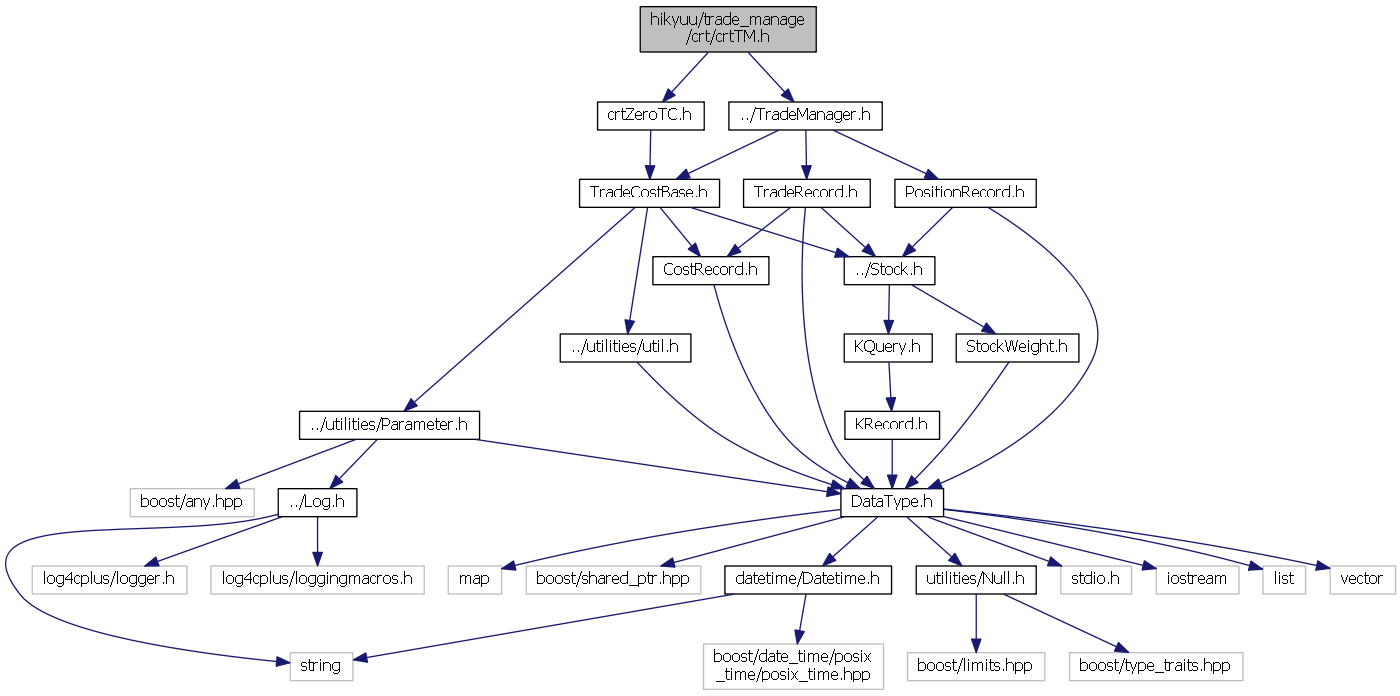 hikyuu/trade_manage
/crt/crtTM.h
crtZeroTC.h
../TradeManager.h
TradeCostBase.h
TradeRecord.h
PositionRecord.h
CostRecord.h
../Stock.h
../utilities/util.h
KQuery.h
StockWeight.h
../utilities/Parameter.h
KRecord.h
boost/any.hpp
../Log.h
DataType.h
log4cplus/logger.h
log4cplus/loggingmacros.h
map
boost/shared_ptr.hpp
datetime/Datetime.h
utilities/Null.h
stdio.h
iostream
list
vector
string
boost/date_time/posix
_time/posix_time.hpp
boost/limits.hpp
boost/type_traits.hpp